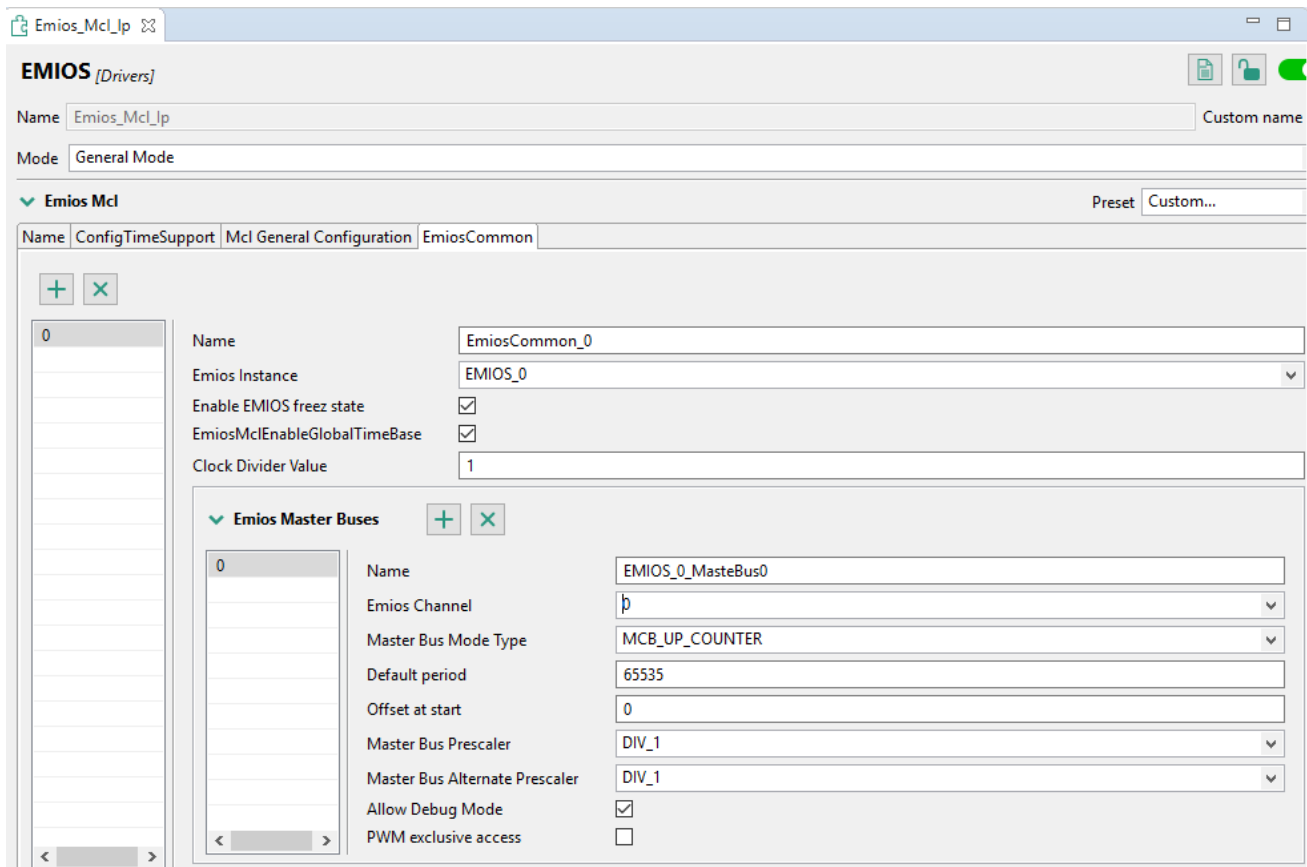 Emios_Mcl_Ip
EMIOS [Drivers]
Name Emios_Mcl_Ip Custom name
Mode General Mode
Emios Mcl Preset Custom...
Name ConfigTimeSupport Mcl General Configuration EmiosCommon
0
Name EmiosCommon_0
Emios Instance EMIOS_0
Enable EMIOS freez state
EmiosMclEnableGlobalTimeBase
Clock Divider Value 1
Emios Master Buses
0
Name EMIOS_0_MasteBus0
Emios Channel 0
Master Bus Mode Type MCB_UP_COUNTER
Default period 65535
Offset at start 0
Master Bus Prescaler DIV_1
Master Bus Alternate Prescaler DIV_1
Allow Debug Mode
PWM exclusive access